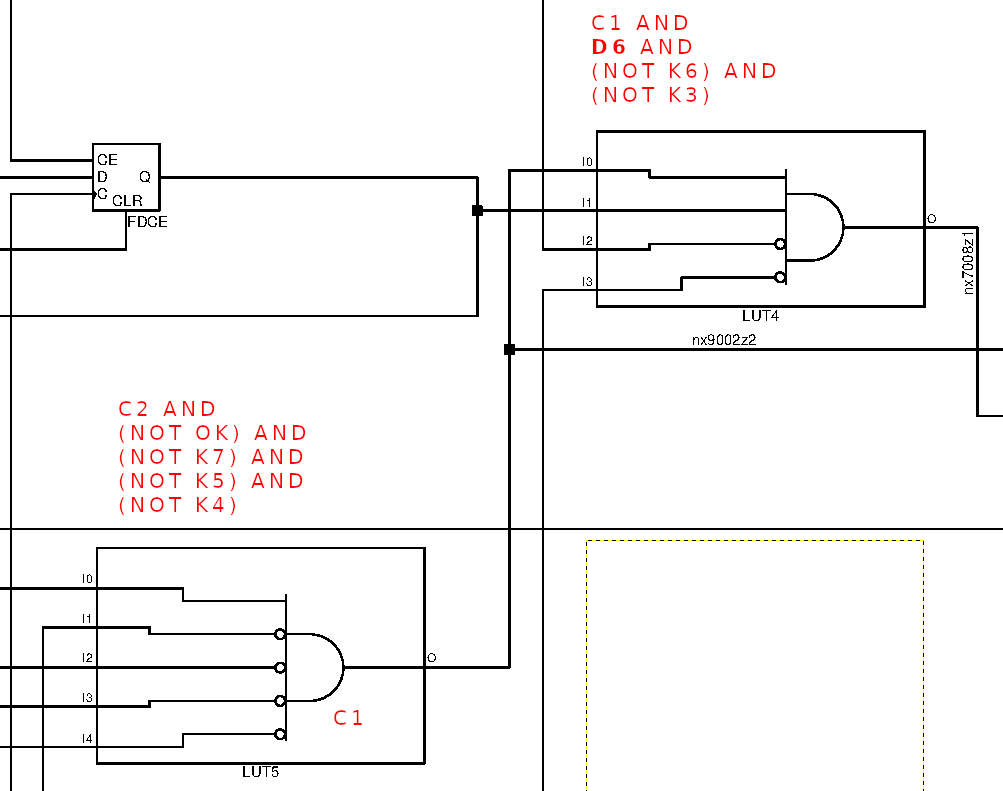 C1 AND
D6 AND
(NOT K6) AND
(NOT K3)
CE
D
Q
C
CLR
FDCE
I0
I1
I2
I3
O
LUT4
nx7008z1
nx9002z2
C2 AND
(NOT OK) AND
(NOT K7) AND
(NOT K5) AND
(NOT K4)
I0
I1
I2
I3
I4
O
C1
LUT5